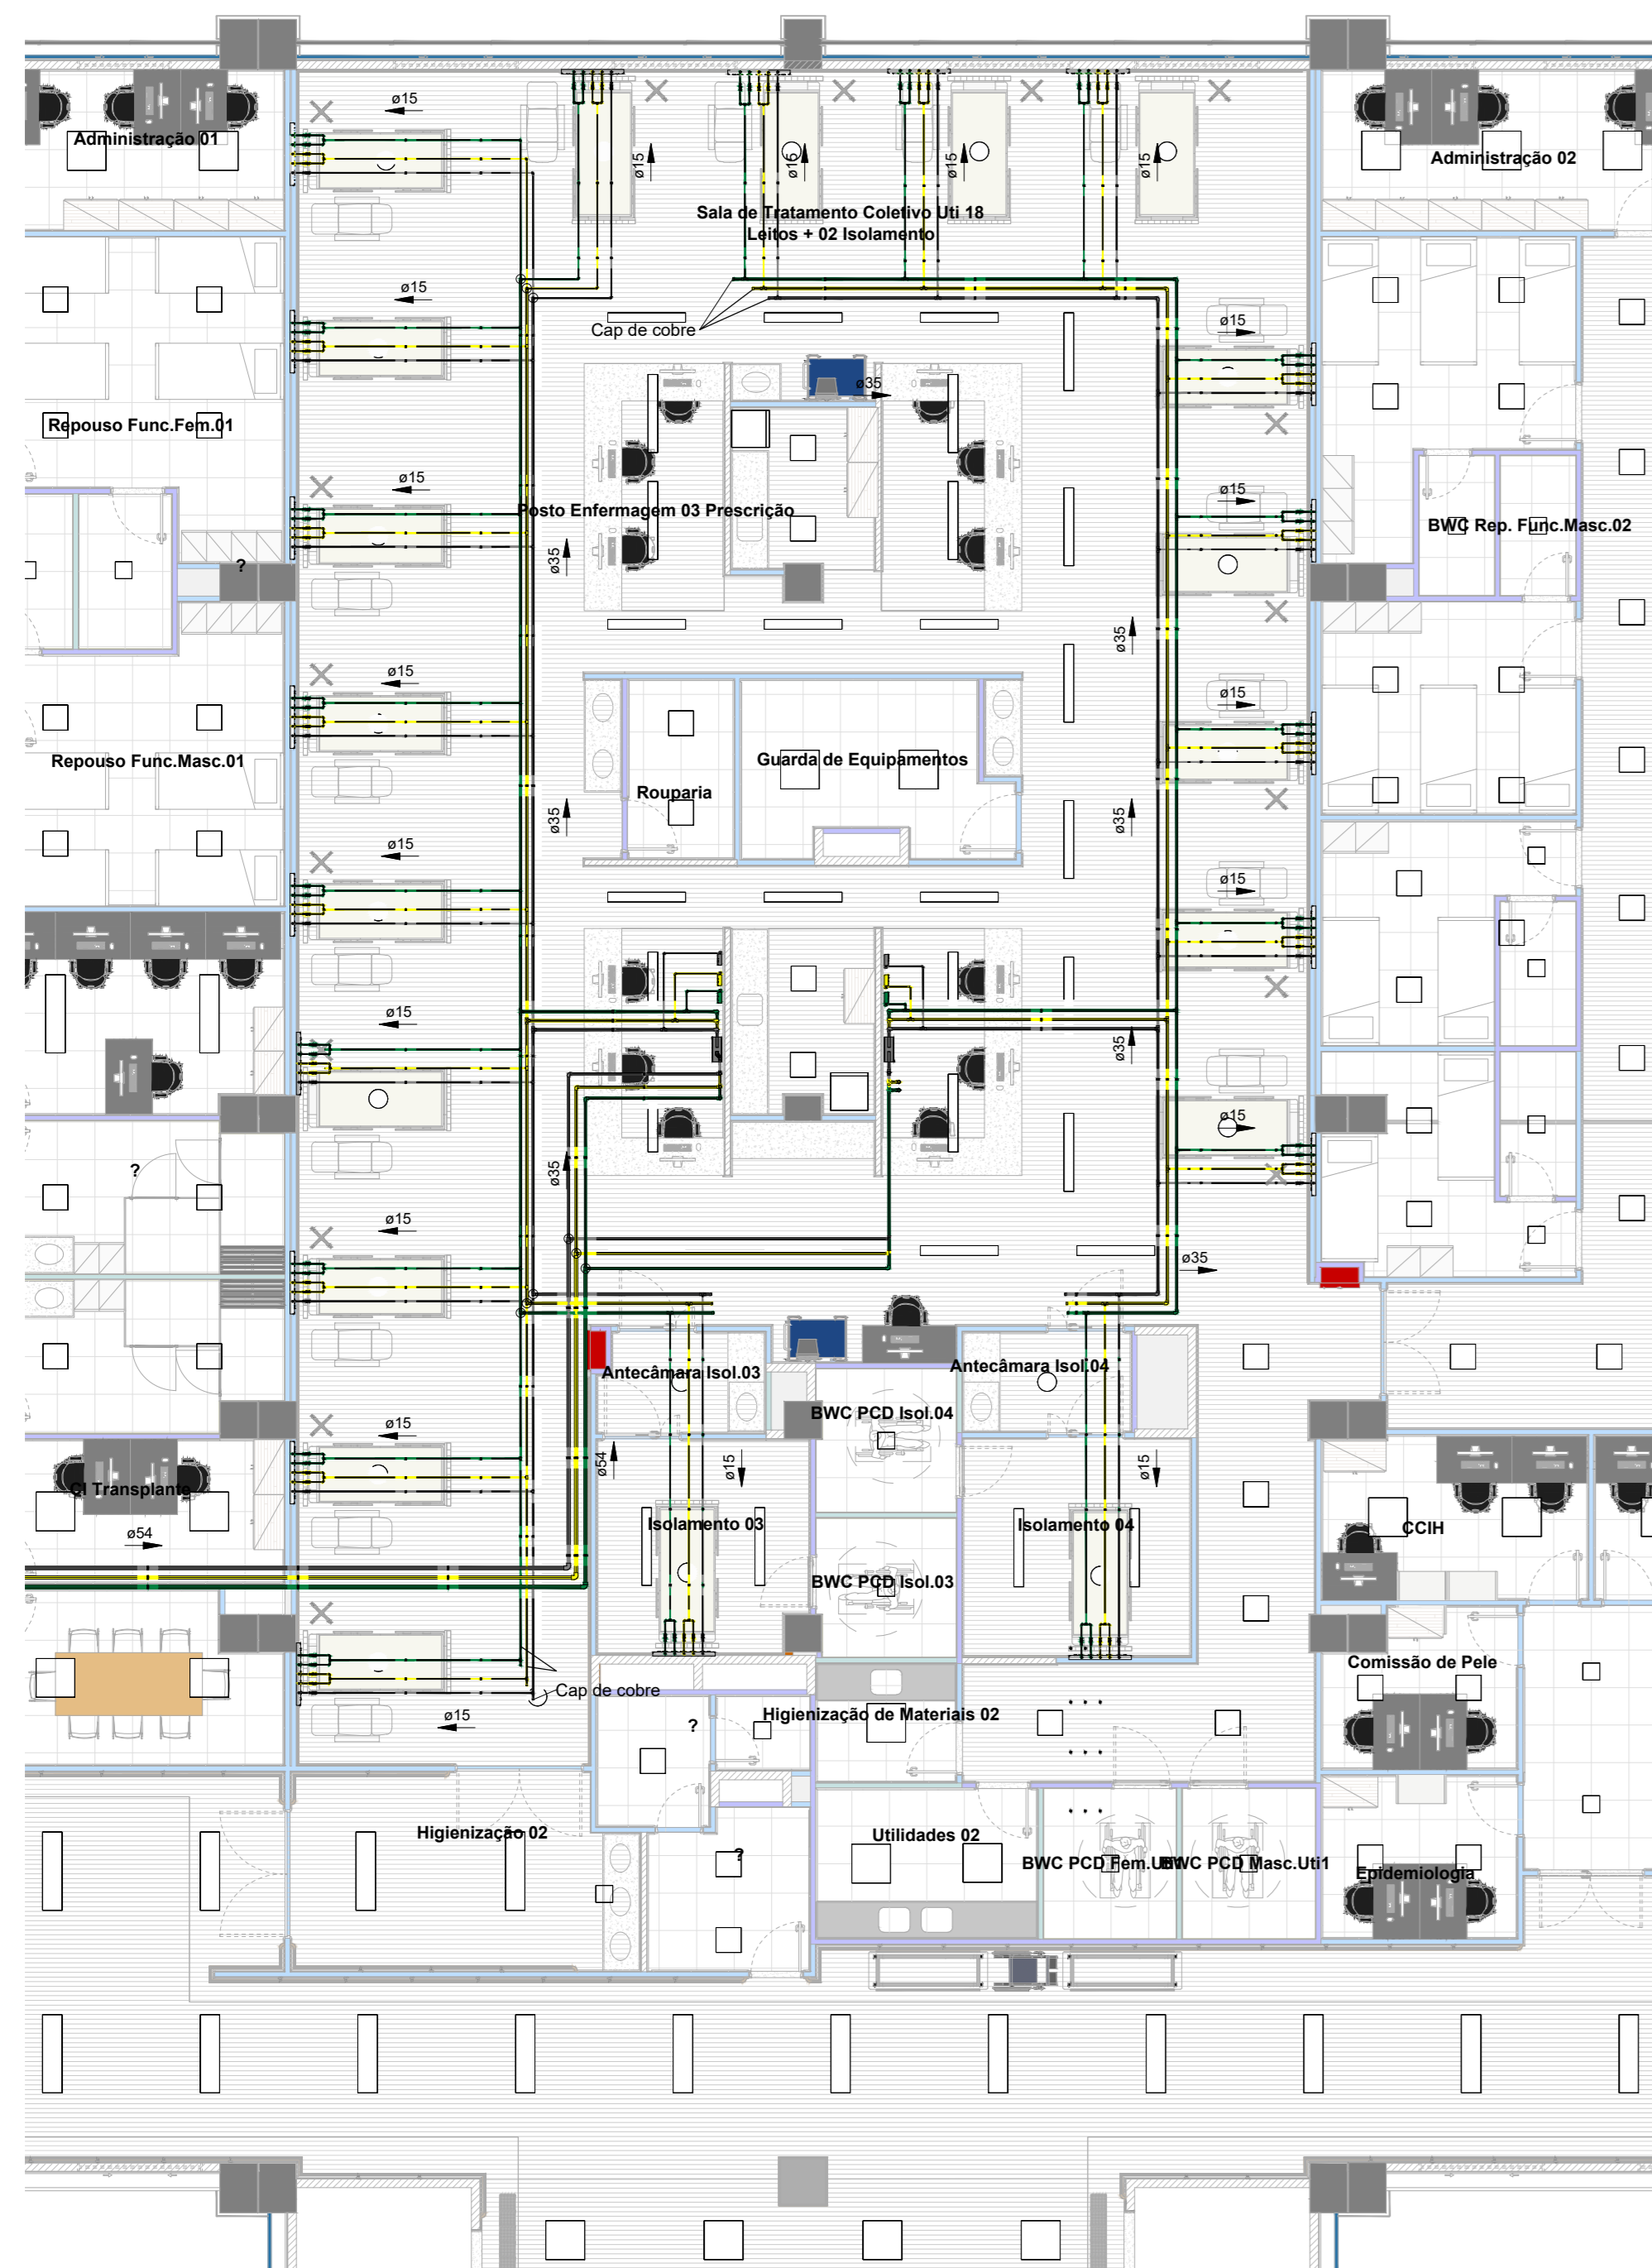 ø15
Administração 01
ø15
ø15
ø15
ø15
Administração 02
Sala de Tratamento Coletivo Uti 18
Leitos + 02 Isolamento
ø15
Cap de cobre
ø15
ø35
Repouso Func.Fem.01
ø15
ø15
Posto Enfermagem 03 Prescrição
BWC Rep. Func.Masc.02
ø35
?
ø35
ø15
ø15
Repouso Func.Masc.01
Guarda de Equipamentos
Rouparia
ø35
ø35
ø15
ø15
ø15
ø35
ø15
?
ø35
ø15
ø35
Antecâmara Isol.03
Antecâmara Isol.04
BWC PCD Isol.04
ø15
ø54
ø15
ø15
CI Transplante
Isolamento 03
Isolamento 04
CCIH
ø54
BWC PCD Isol.03
Comissão de Pele
Cap de cobre
ø15
?
Higienização de Materiais 02
Higienização 02
Utilidades 02
?
BWC PCD Fem.Uti1
BWC PCD Masc.Uti1
Epidemiologia